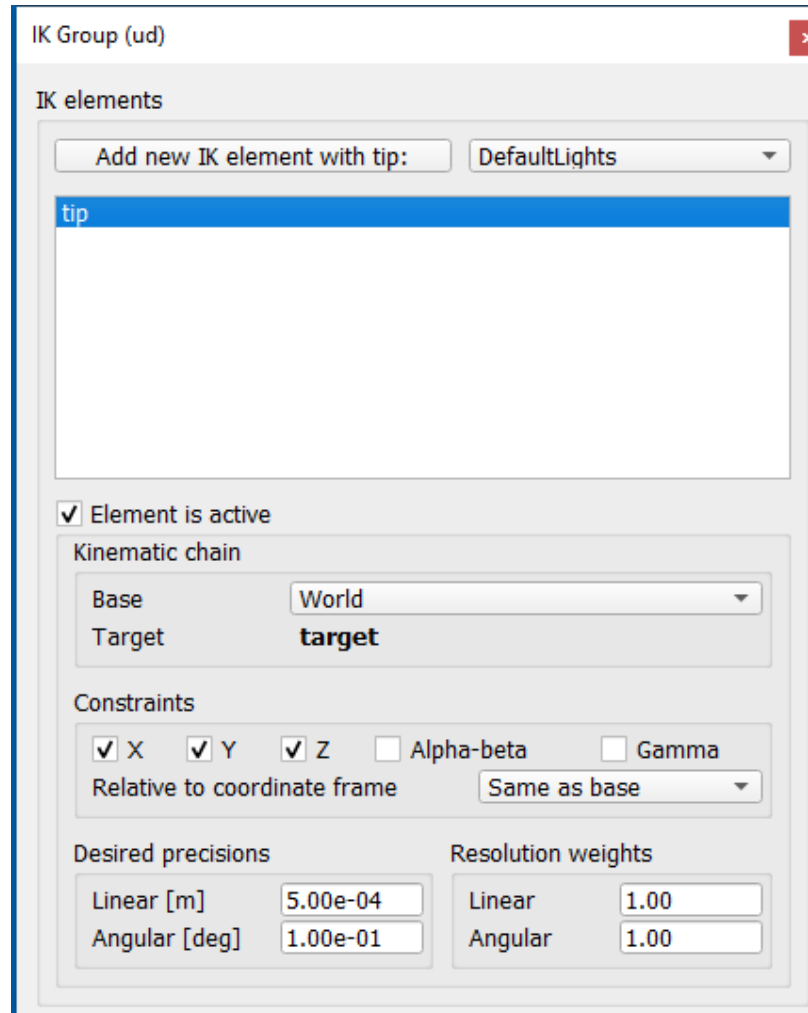 IK Group (ud)
IK elements
Add new IK element with tip: DefaultLights
tip
Element is active
Kinematic chain
Base World
Target target
Constraints
X Y Z Alpha-beta Gamma
Relative to coordinate frame Same as base
Desired precisions Resolution weights
Linear [m] 5.00e-04 Linear 1.00
Angular [deg] 1.00e-01 Angular 1.00